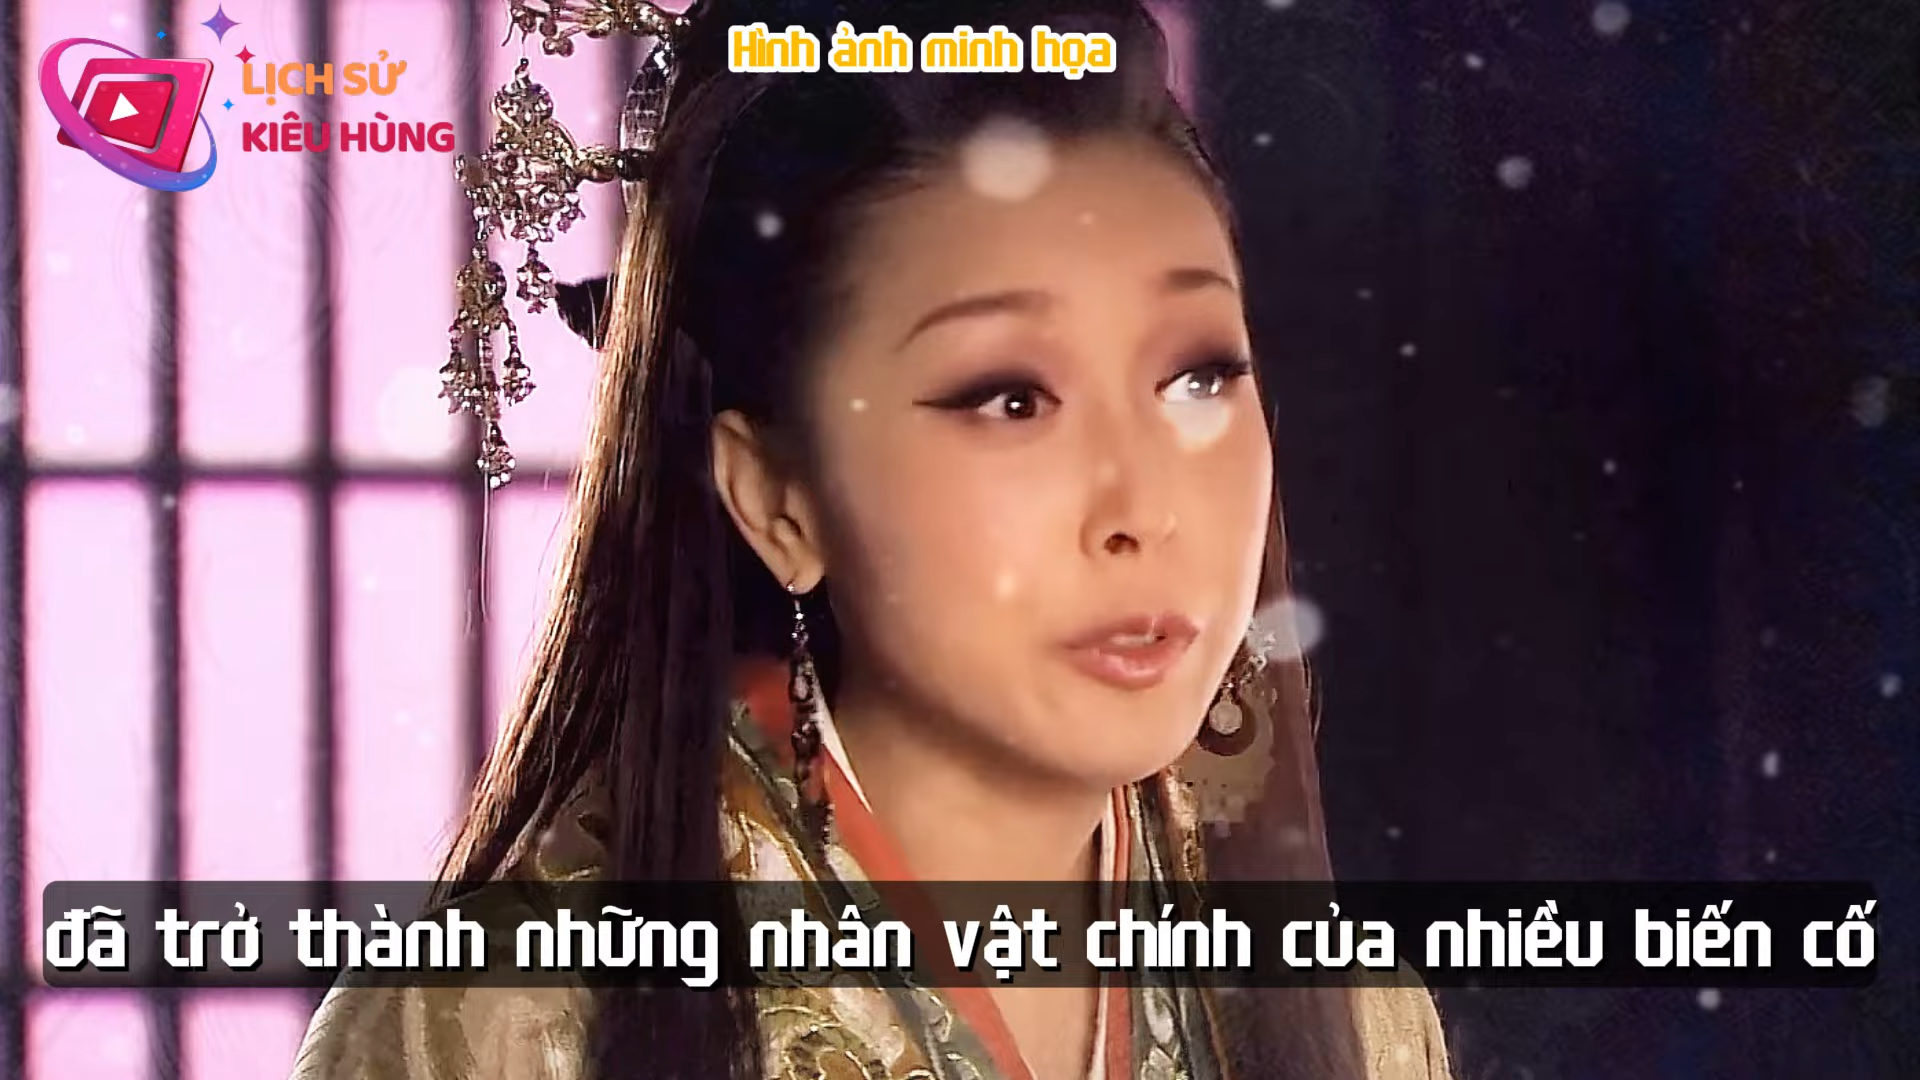 Hình ảnh minh họa
LỊCH SỬ
KIÊU HÙNG
đã trở thành những nhân vật chính của nhiều biến cố